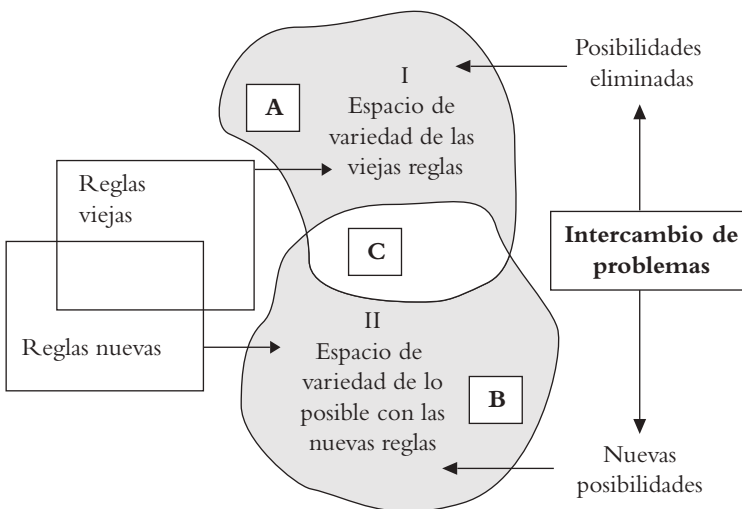 Posibilidades
eliminadas
I
A
Espacio de
variedad de las
viejas reglas
Reglas
viejas
Intercambio de
problemas
C
Reglas nuevas
II
Espacio de
variedad de lo
posible con las
nuevas reglas
B
Nuevas
posibilidades